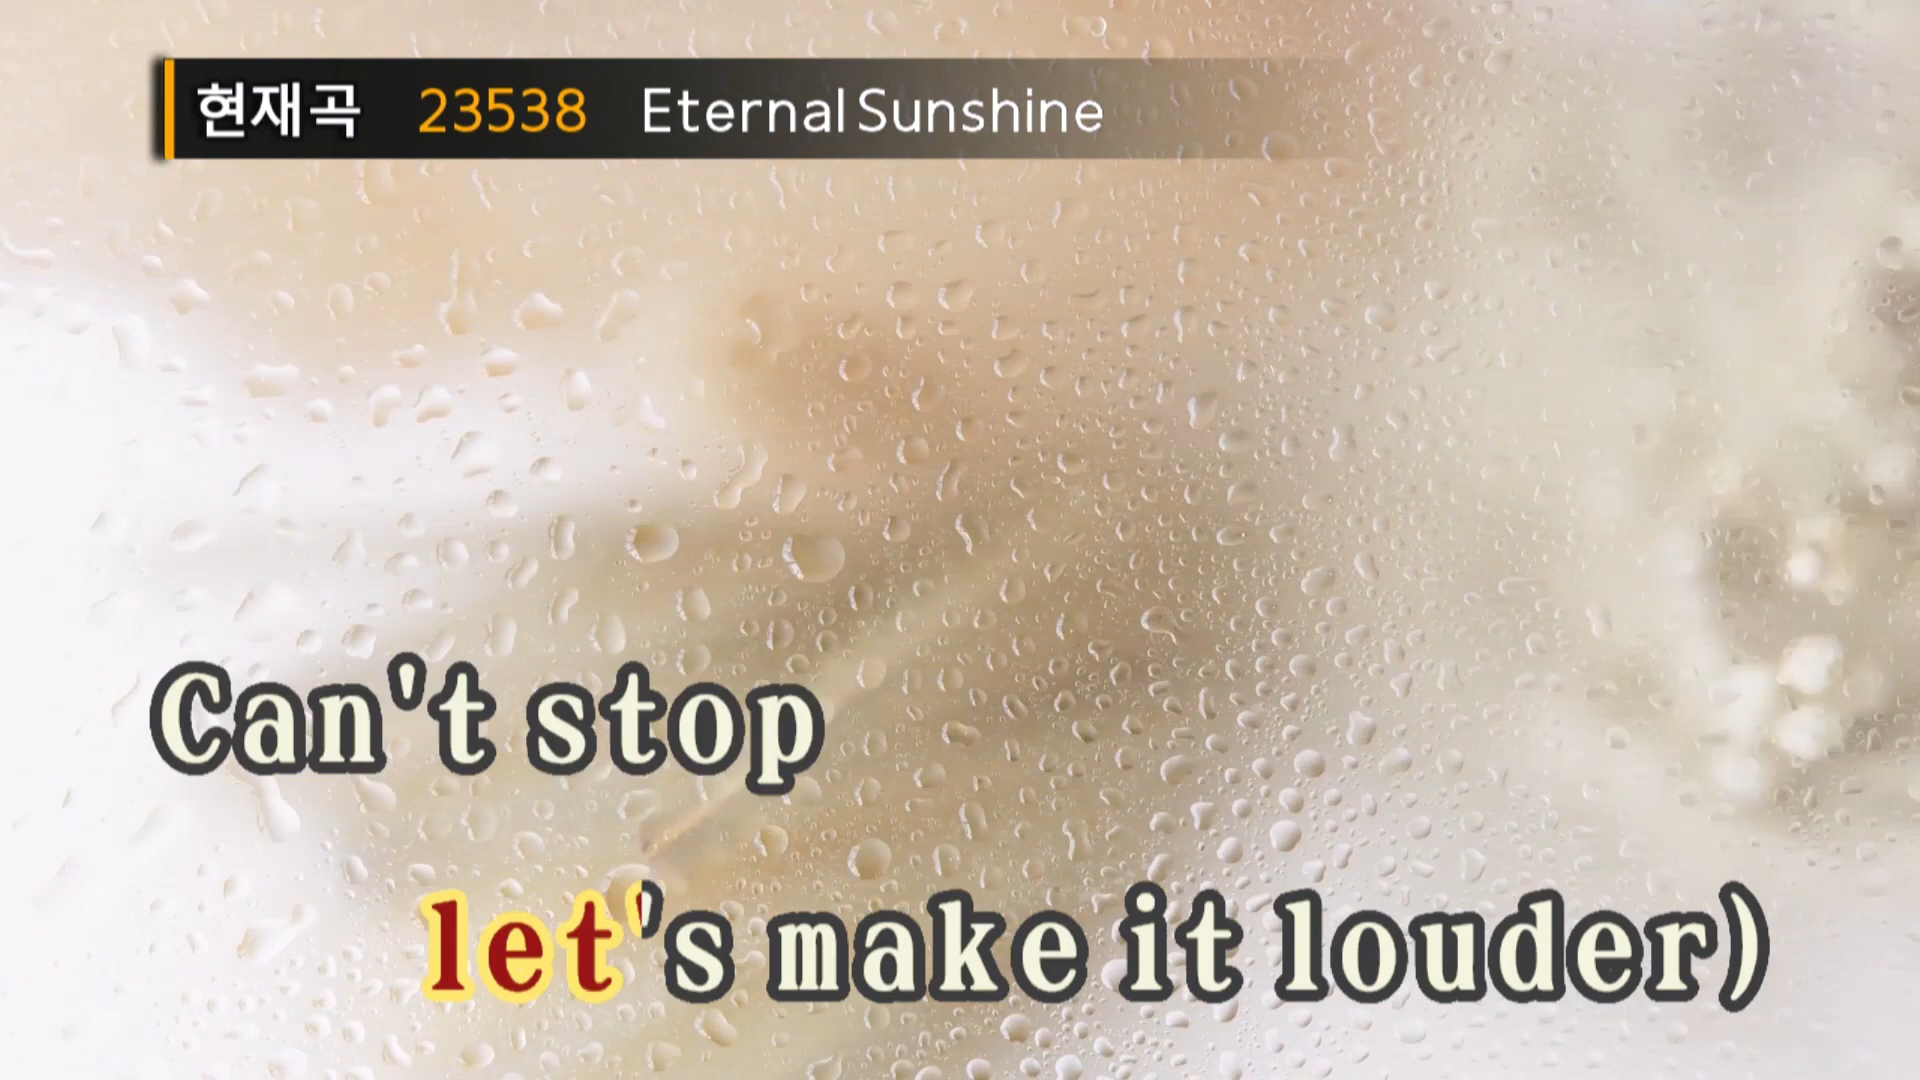 현재곡 23538 Eternal Sunshine
Can't stop
let's make it louder)